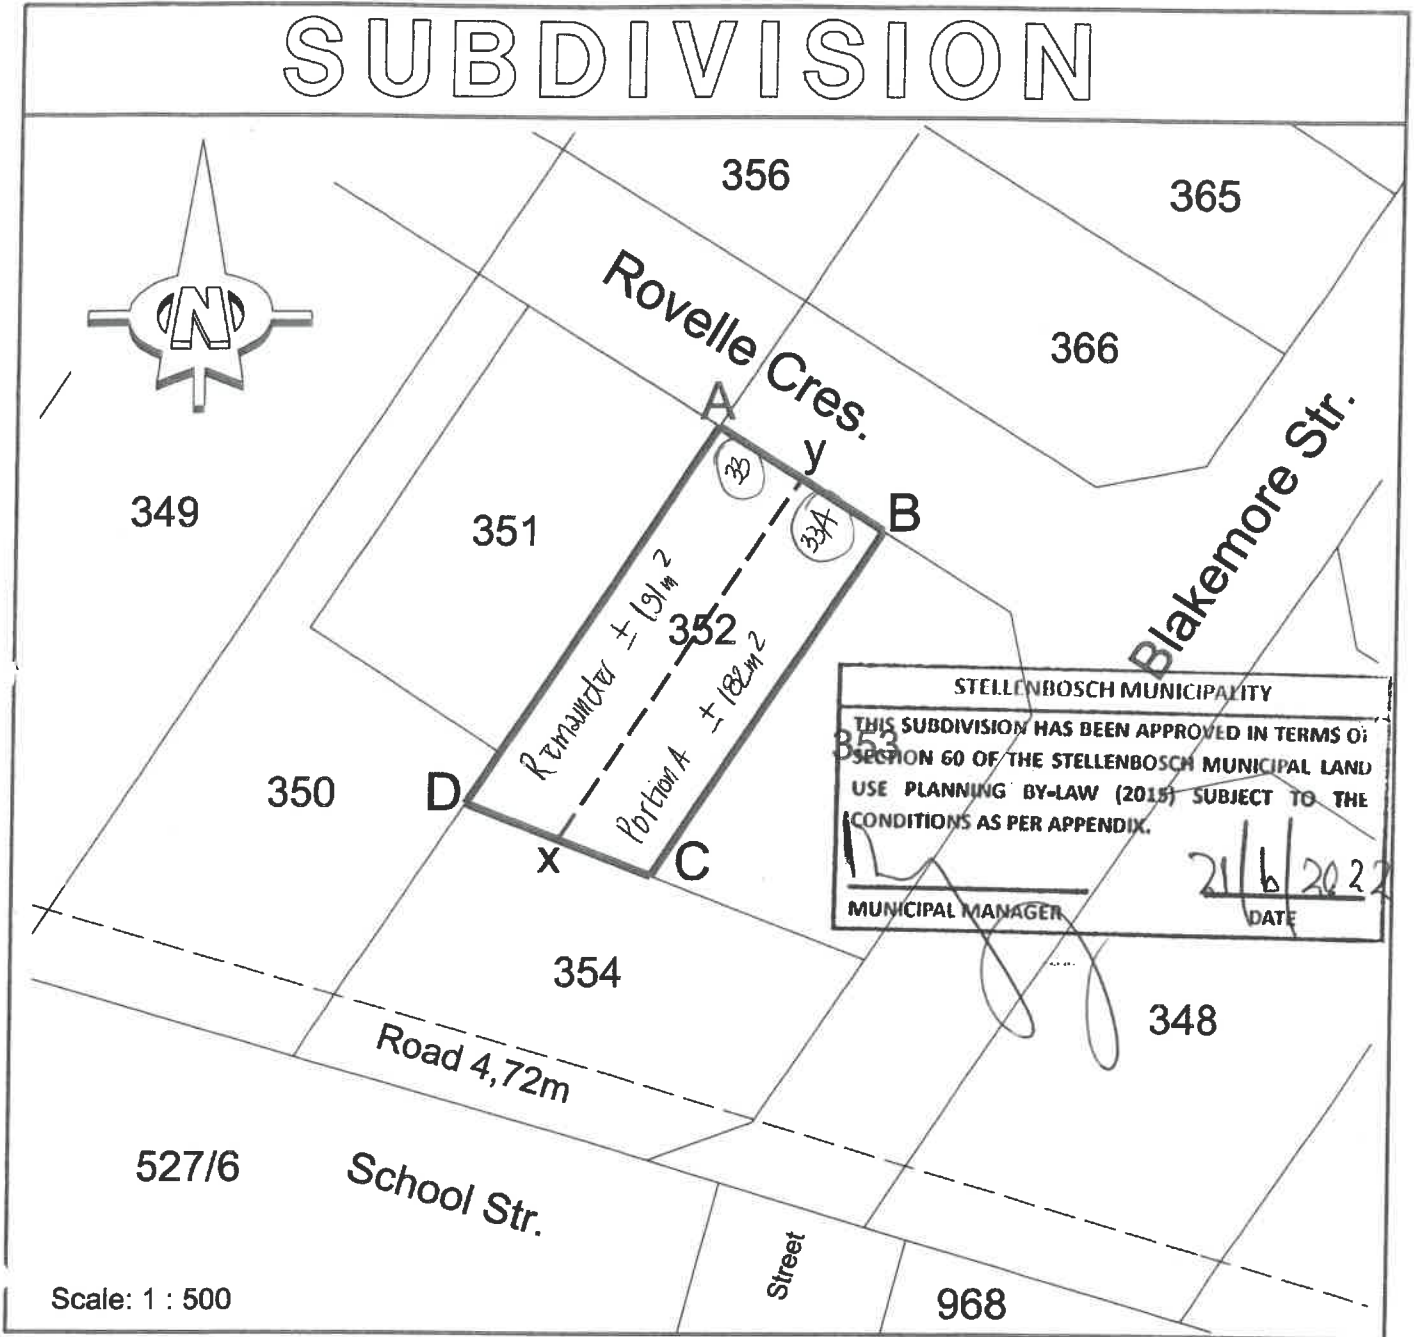 SUBDIVISION
356
365
N
Rovelle Cres.
366
A
y
33
33A
B
349
351
Blakemore Str.
352
Remainder ± 191m²
Portion A ± 182m²
STELLENBOSCH MUNICIPALITY
THIS SUBDIVISION HAS BEEN APPROVED IN TERMS OF
353
SECTION 60 OF THE STELLENBOSCH MUNICIPAL LAND
USE PLANNING BY-LAW (2015) SUBJECT TO THE
CONDITIONS AS PER APPENDIX.
21/6/2022
MUNICIPAL MANAGER
DATE
350
D
x
C
354
348
Road 4,72m
527/6
School Str.
Street
Scale: 1 : 500
968